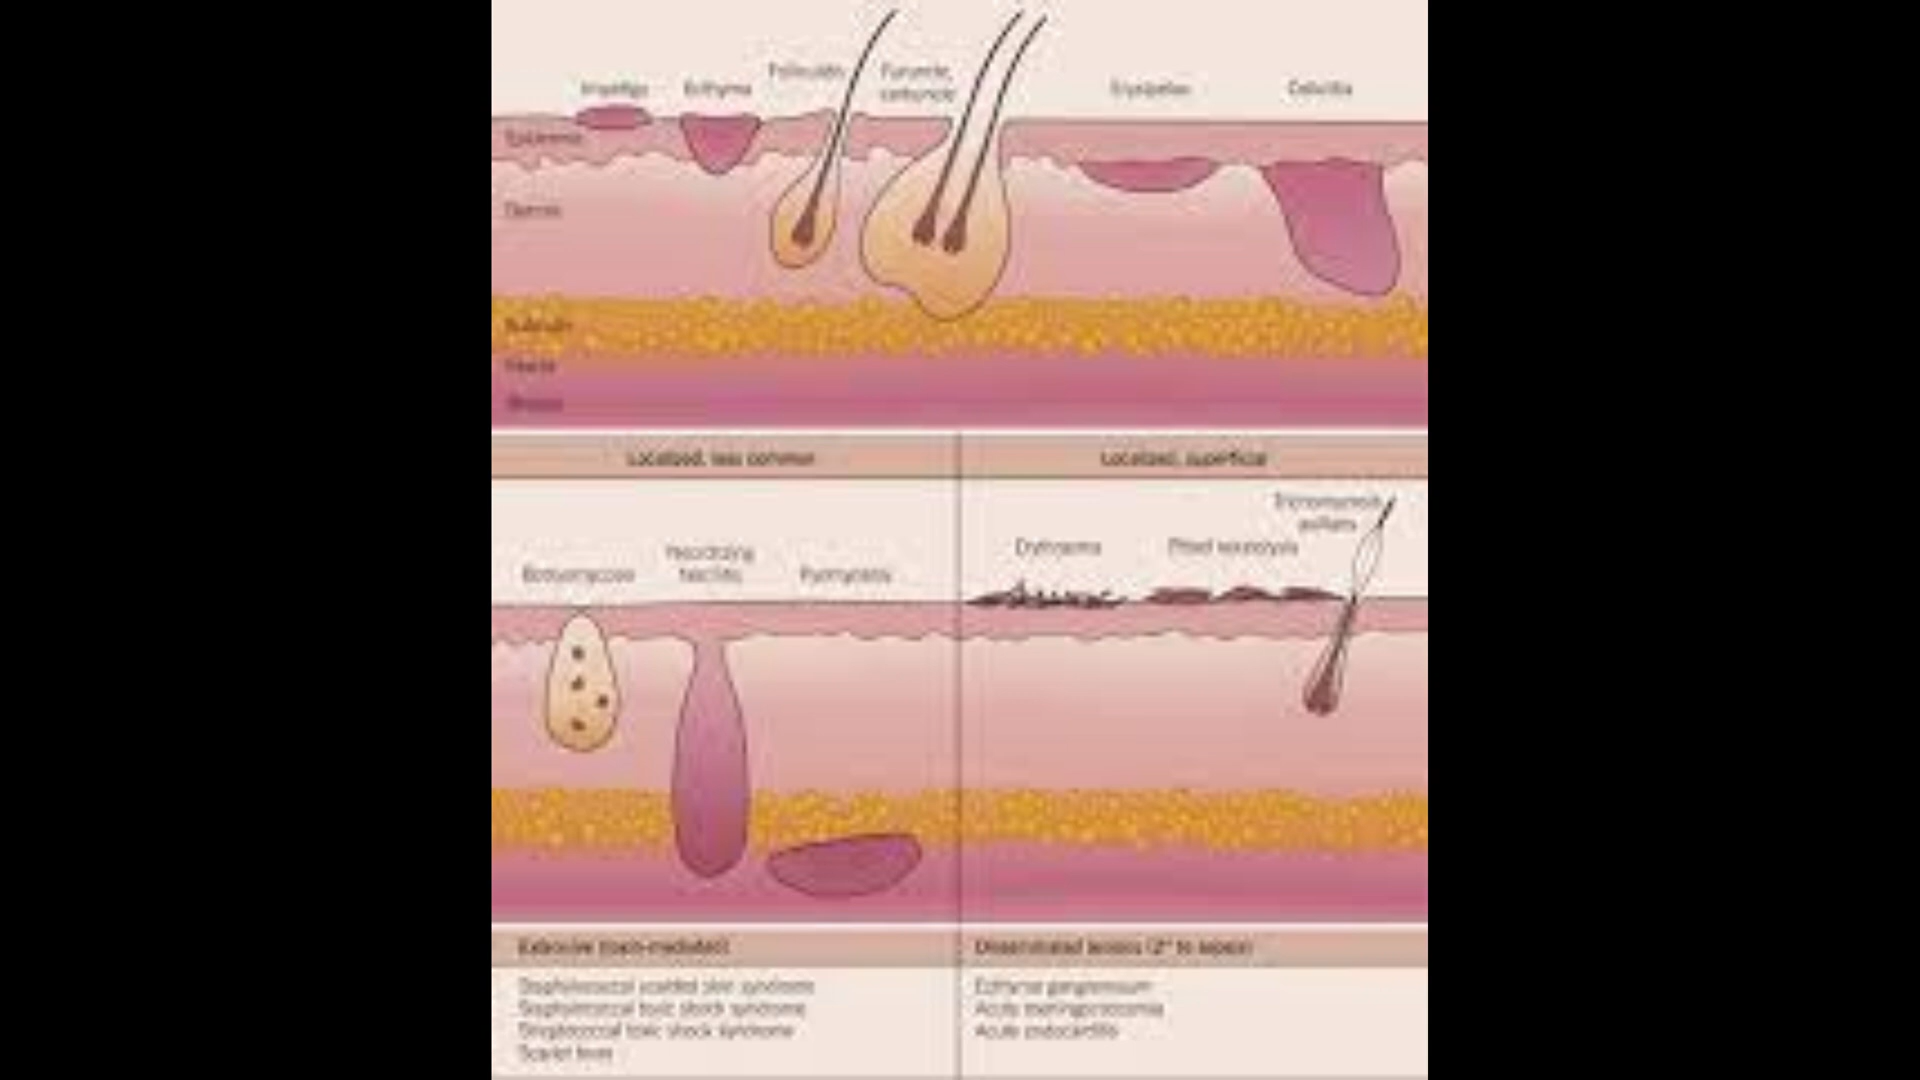 Impetigo
Ecthyma
Folliculitis
Furuncle,
carbuncle
Erysipelas
Cellulitis
Epidermis
Dermis
Subcutis
Fascia
Muscle
Localized, less common
Localized, superficial
Trichomycosis
axillaris
Erythrasma
Pitted keratolysis
Necrotizing
fasciitis
Botryomycosis
Pyomyositis
Extensive (toxin-mediated)
Disseminated lesions (2° to sepsis)
Staphylococcal scalded skin syndrome
Staphylococcal toxic shock syndrome
Streptococcal toxic shock syndrome
Scarlet fever
Ecthyma gangrenosum
Acute meningococcemia
Acute endocarditis